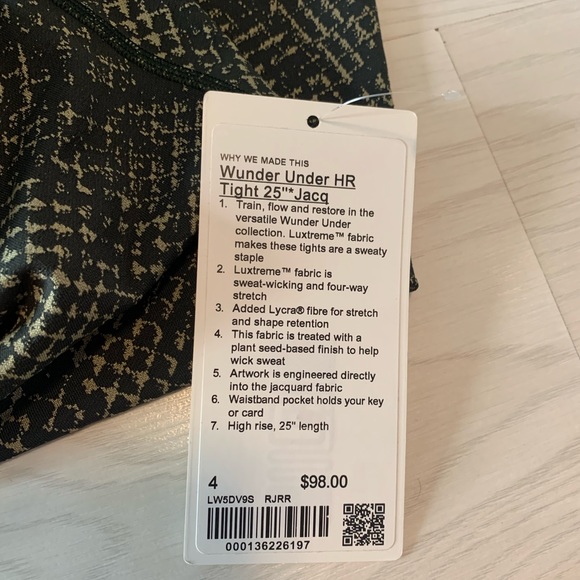 WHY WE MADE THIS
Wunder Under HR
Tight 25"*Jacq
1. Train, flow and restore in the
versatile Wunder Under
collection. Luxtreme™ fabric
makes these tights are a sweaty
staple
2. Luxtreme™ fabric is
sweat-wicking and four-way
stretch
3. Added Lycra® fibre for stretch
and shape retention
4. This fabric is treated with a
plant seed-based finish to help
wick sweat
5. Artwork is engineered directly
into the jacquard fabric
6. Waistband pocket holds your key
or card
7. High rise, 25" length
4 $98.00
LW5DV9S RJRR
000136226197